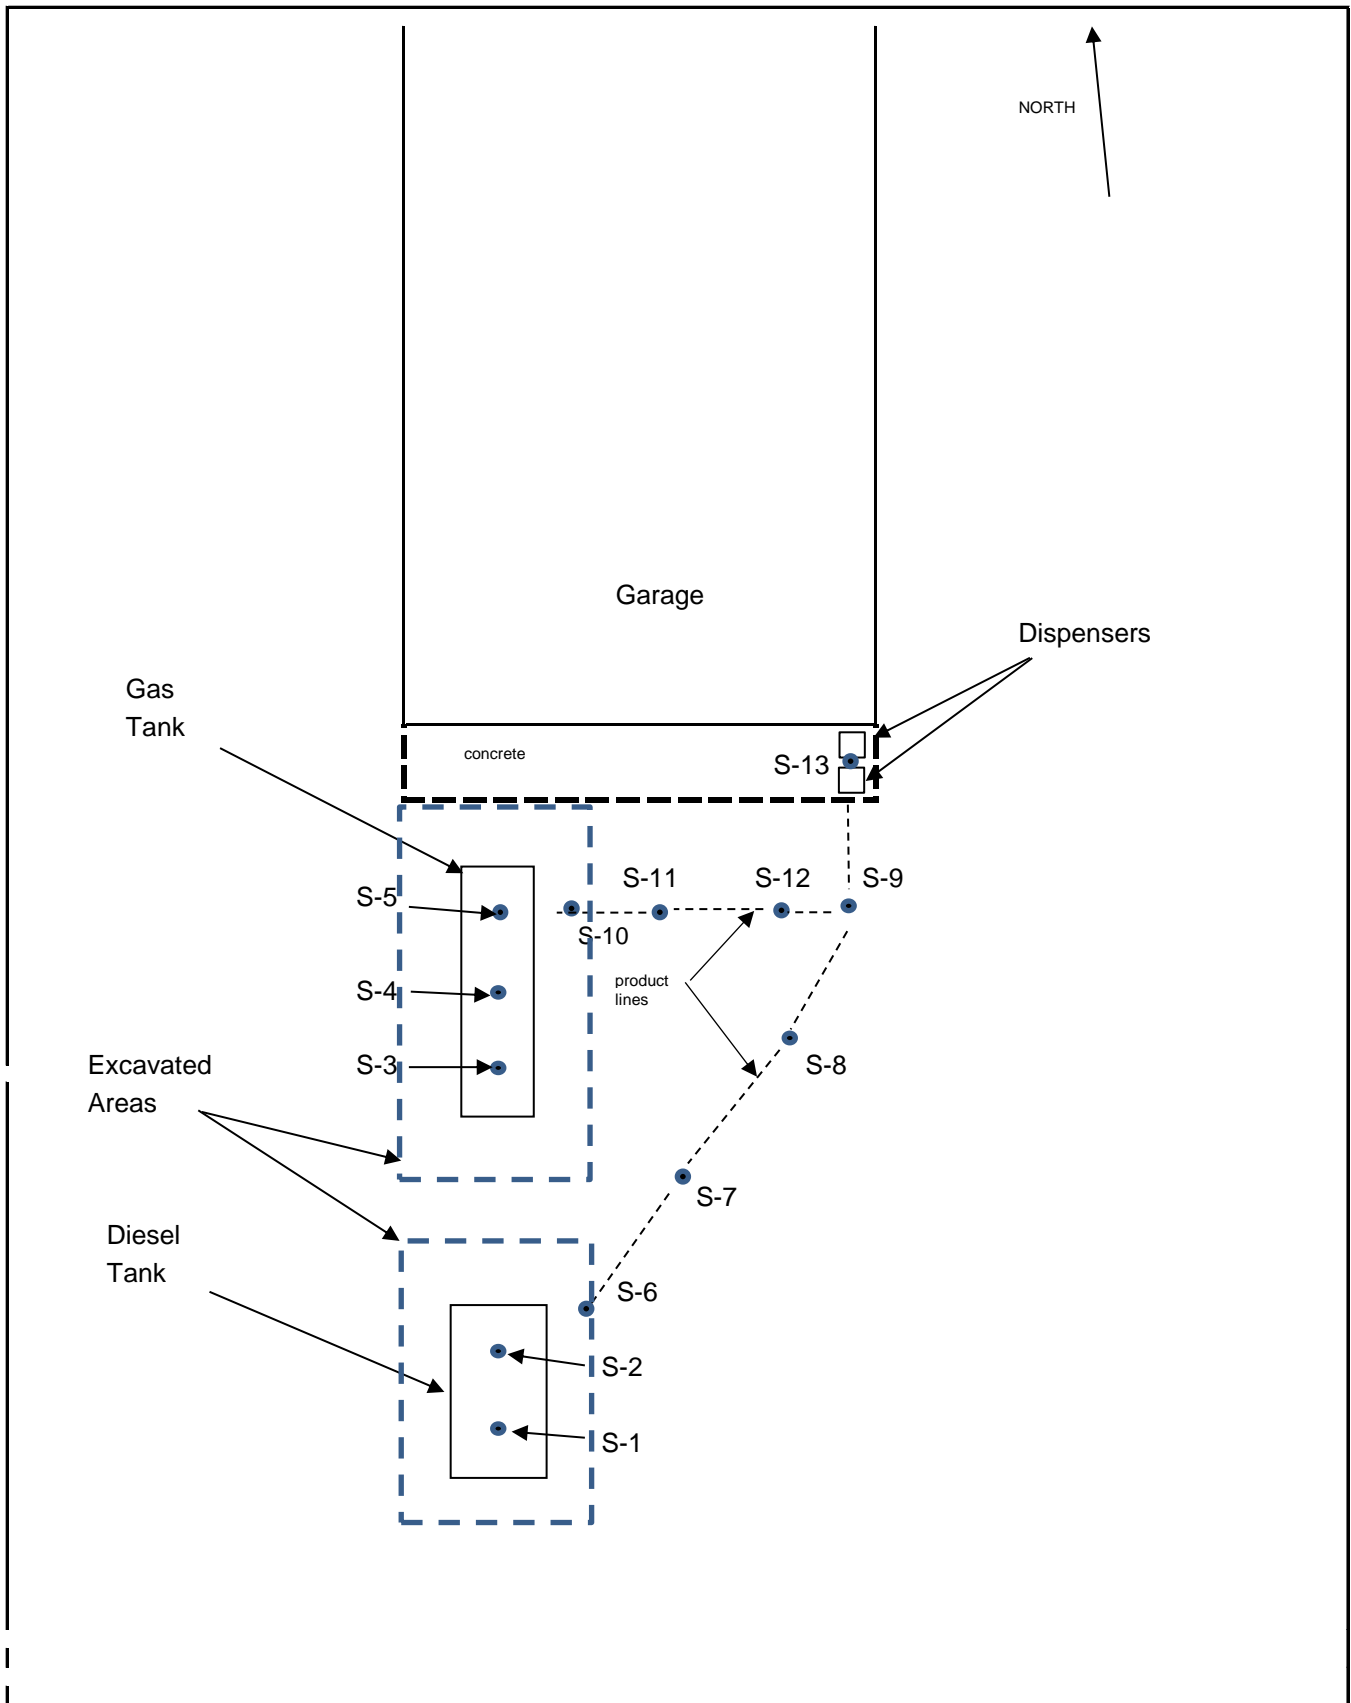 NORTH
Garage
Dispensers
Gas
Tank
concrete
S-13
S-11
S-12
S-9
S-5
S-10
product
lines
S-4
S-8
S-3
Excavated
Areas
S-7
Diesel
Tank
S-6
S-2
S-1